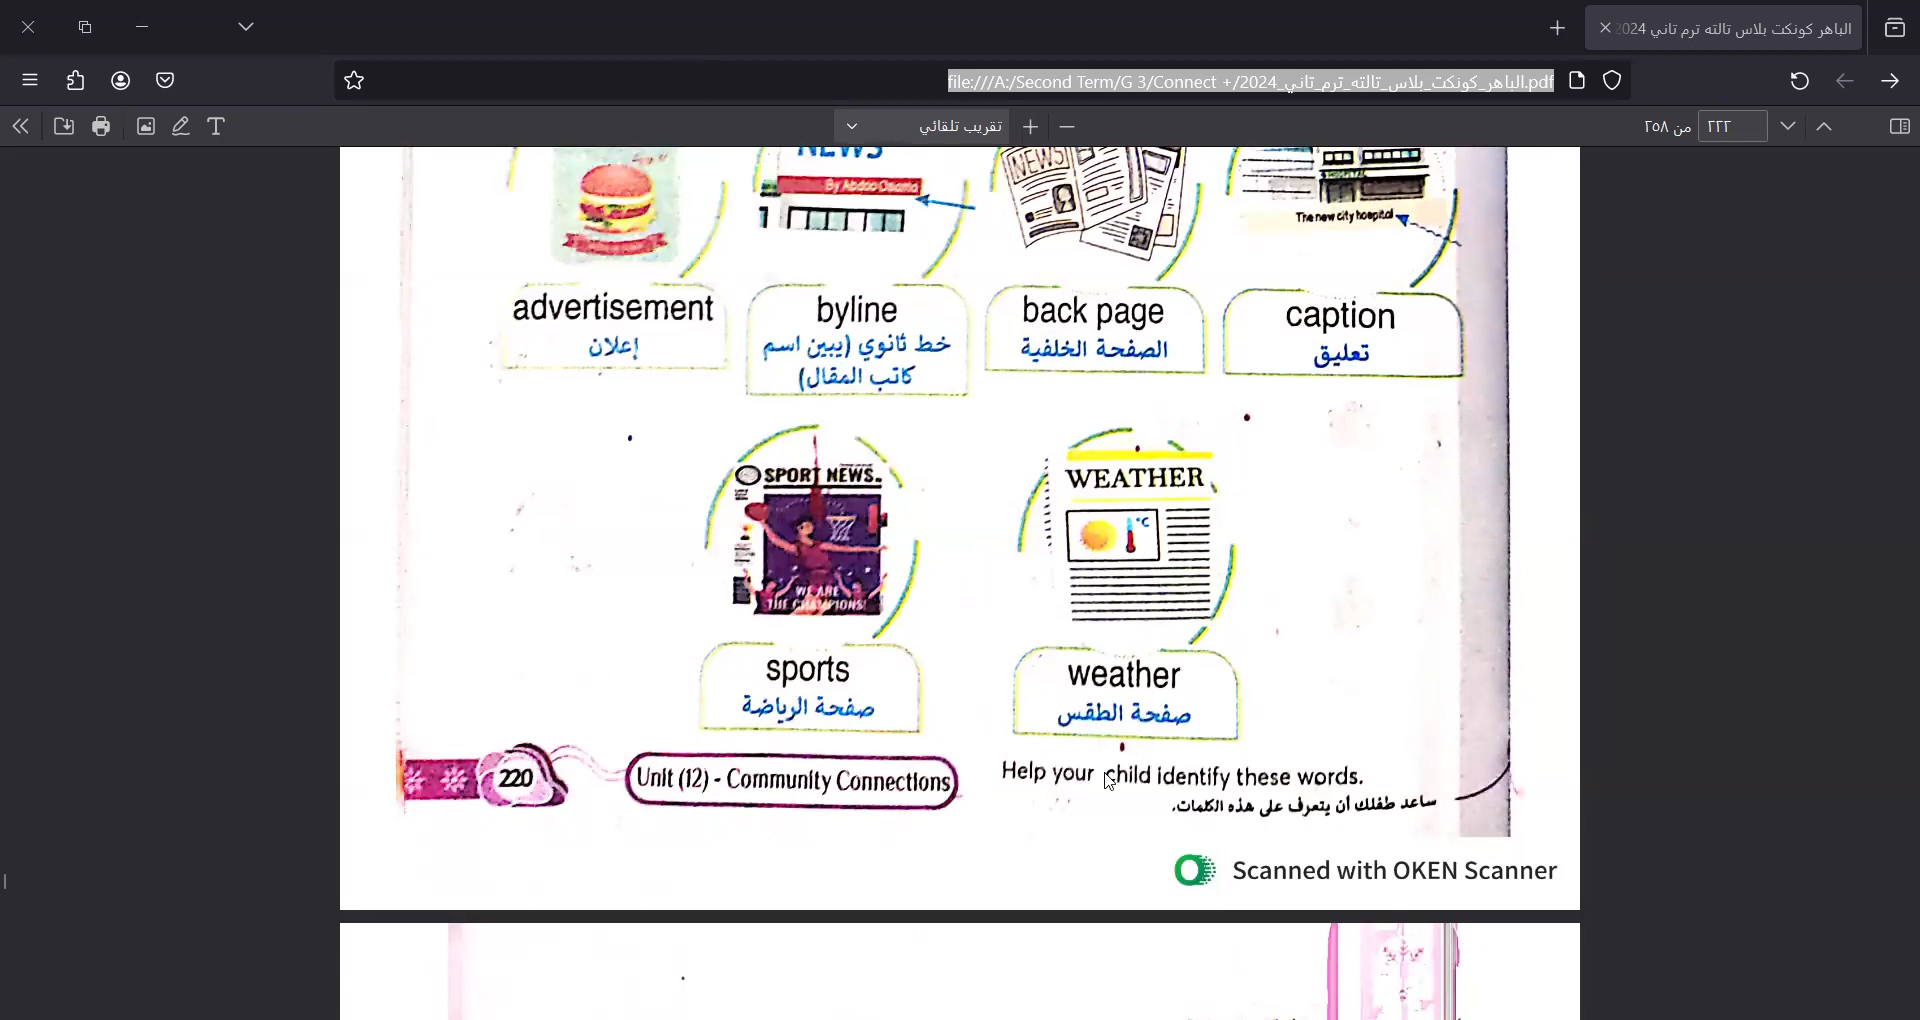 الباهر كونكت بلاس تالته ترم تاني 2024
file:///A:/Second Term/G 3/Connect +/2024_الباهر_كونكت_بلاس_تالته_ترم_تاني.pdf
تقريب تلقائي
٢٢٢
من ٢٥٨
NEWS
By Abdoo Osama
NEWS
HOSPITAL
The new city hospital
advertisement
إعلان
byline
خط ثانوي (يبين اسم
كاتب المقال)
back page
الصفحة الخلفية
caption
تعليق
SPORT NEWS
WE ARE
THE CHAMPIONS!
sports
صفحة الرياضة
WEATHER
°C
weather
صفحة الطقس
220
Unit (12) - Community Connections
Help your child identify these words.
ساعد طفلك أن يتعرف على هذه الكلمات.
Scanned with OKEN Scanner